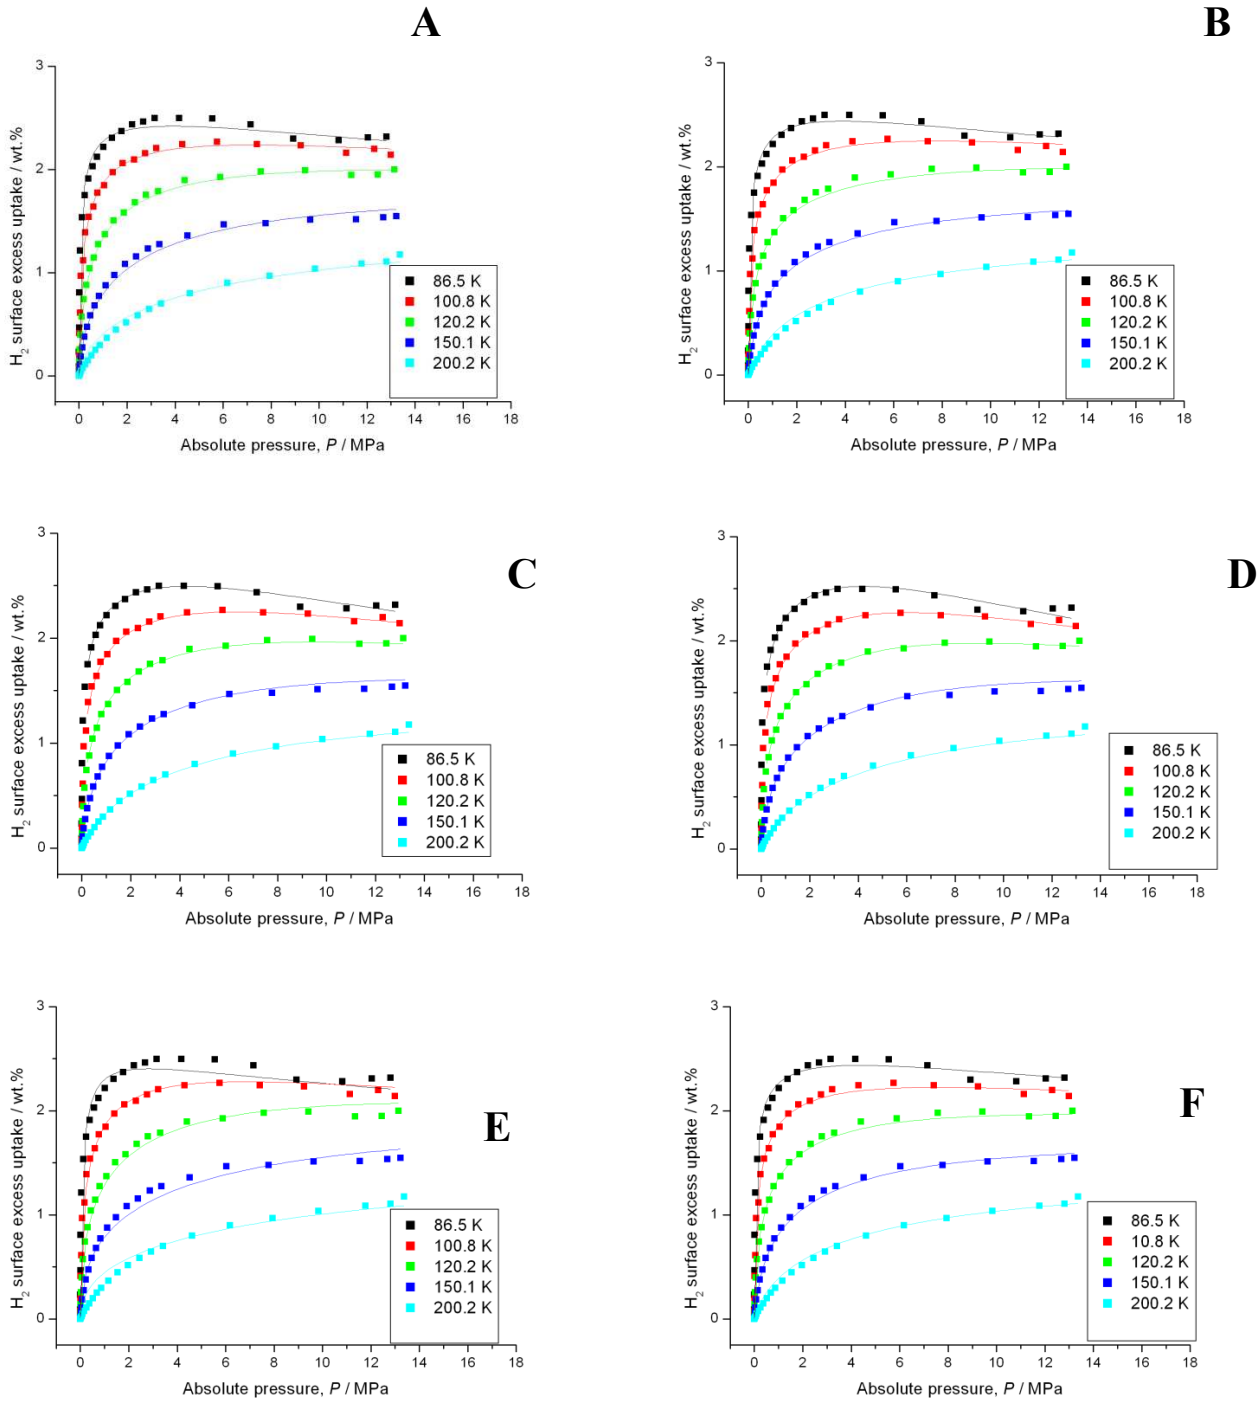 A
B
3
2
1
0
H₂ surface excess uptake / wt.%
86.5 K
100.8 K
120.2 K
150.1 K
200.2 K
0 2 4 6 8 10 12 14 16 18
Absolute pressure, P / MPa
3
2
1
0
H₂ surface excess uptake / wt.%
86.5 K
100.8 K
120.2 K
150.1 K
200.2 K
0 2 4 6 8 10 12 14 16 18
Absolute pressure, P / MPa
C
D
3
2
1
0
H₂ surface excess uptake / wt.%
86.5 K
100.8 K
120.2 K
150.1 K
200.2 K
0 2 4 6 8 10 12 14 16 18
Absolute pressure, P / MPa
3
2
1
0
H₂ surface excess uptake / wt.%
86.5 K
100.8 K
120.2 K
150.1 K
200.2 K
0 2 4 6 8 10 12 14 16 18
Absolute pressure, P / MPa
E
F
3
2
1
0
H₂ surface excess uptake / wt.%
86.5 K
100.8 K
120.2 K
150.1 K
200.2 K
0 2 4 6 8 10 12 14 16 18
Absolute pressure, P / MPa
3
2
1
0
H₂ surface excess uptake / wt.%
86.5 K
10.8 K
120.2 K
150.1 K
200.2 K
0 2 4 6 8 10 12 14 16 18
Absolute pressure, P / MPa